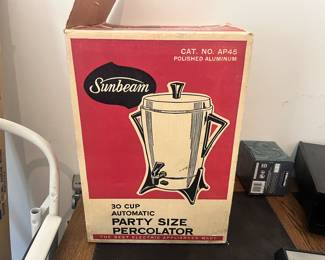 CAT. NO. AP45
POLISHED ALUMINUM
Sunbeam
30 CUP
AUTOMATIC
PARTY SIZE
PERCOLATOR
THE BEST ELECTRIC APPLIANCES MADE